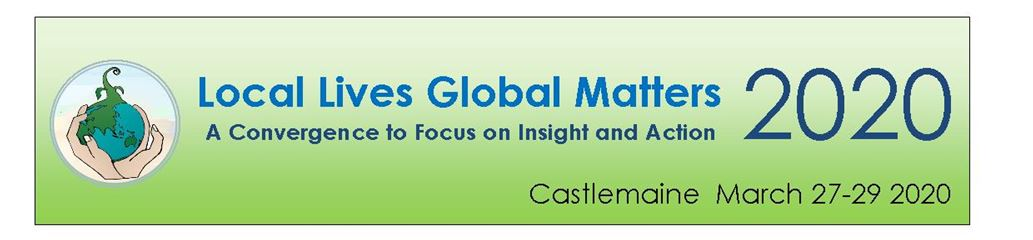 Local Lives Global Matters 2020
A Convergence to Focus on Insight and Action
Castlemaine March 27-29 2020